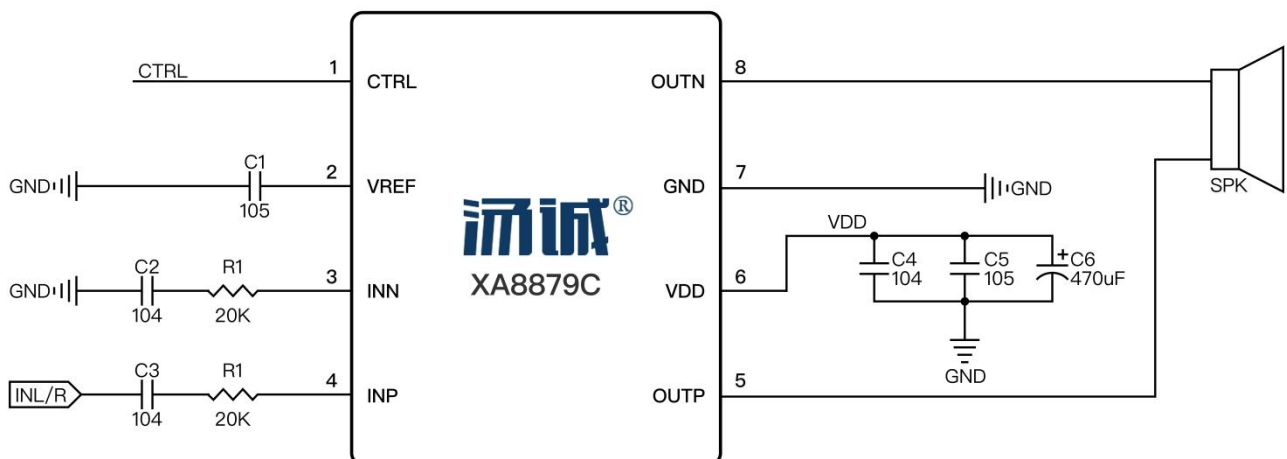 CTRL
1
CTRL
GND
C1
105
2
VREF
GND
C2
104
R1
20K
3
INN
INL/R
C3
104
R1
20K
4
INP
汤诚®
XA8879C
OUTN
8
SPK
GND
7
GND
VDD
6
VDD
C4
104
C5
105
+
C6
470uF
GND
OUTP
5